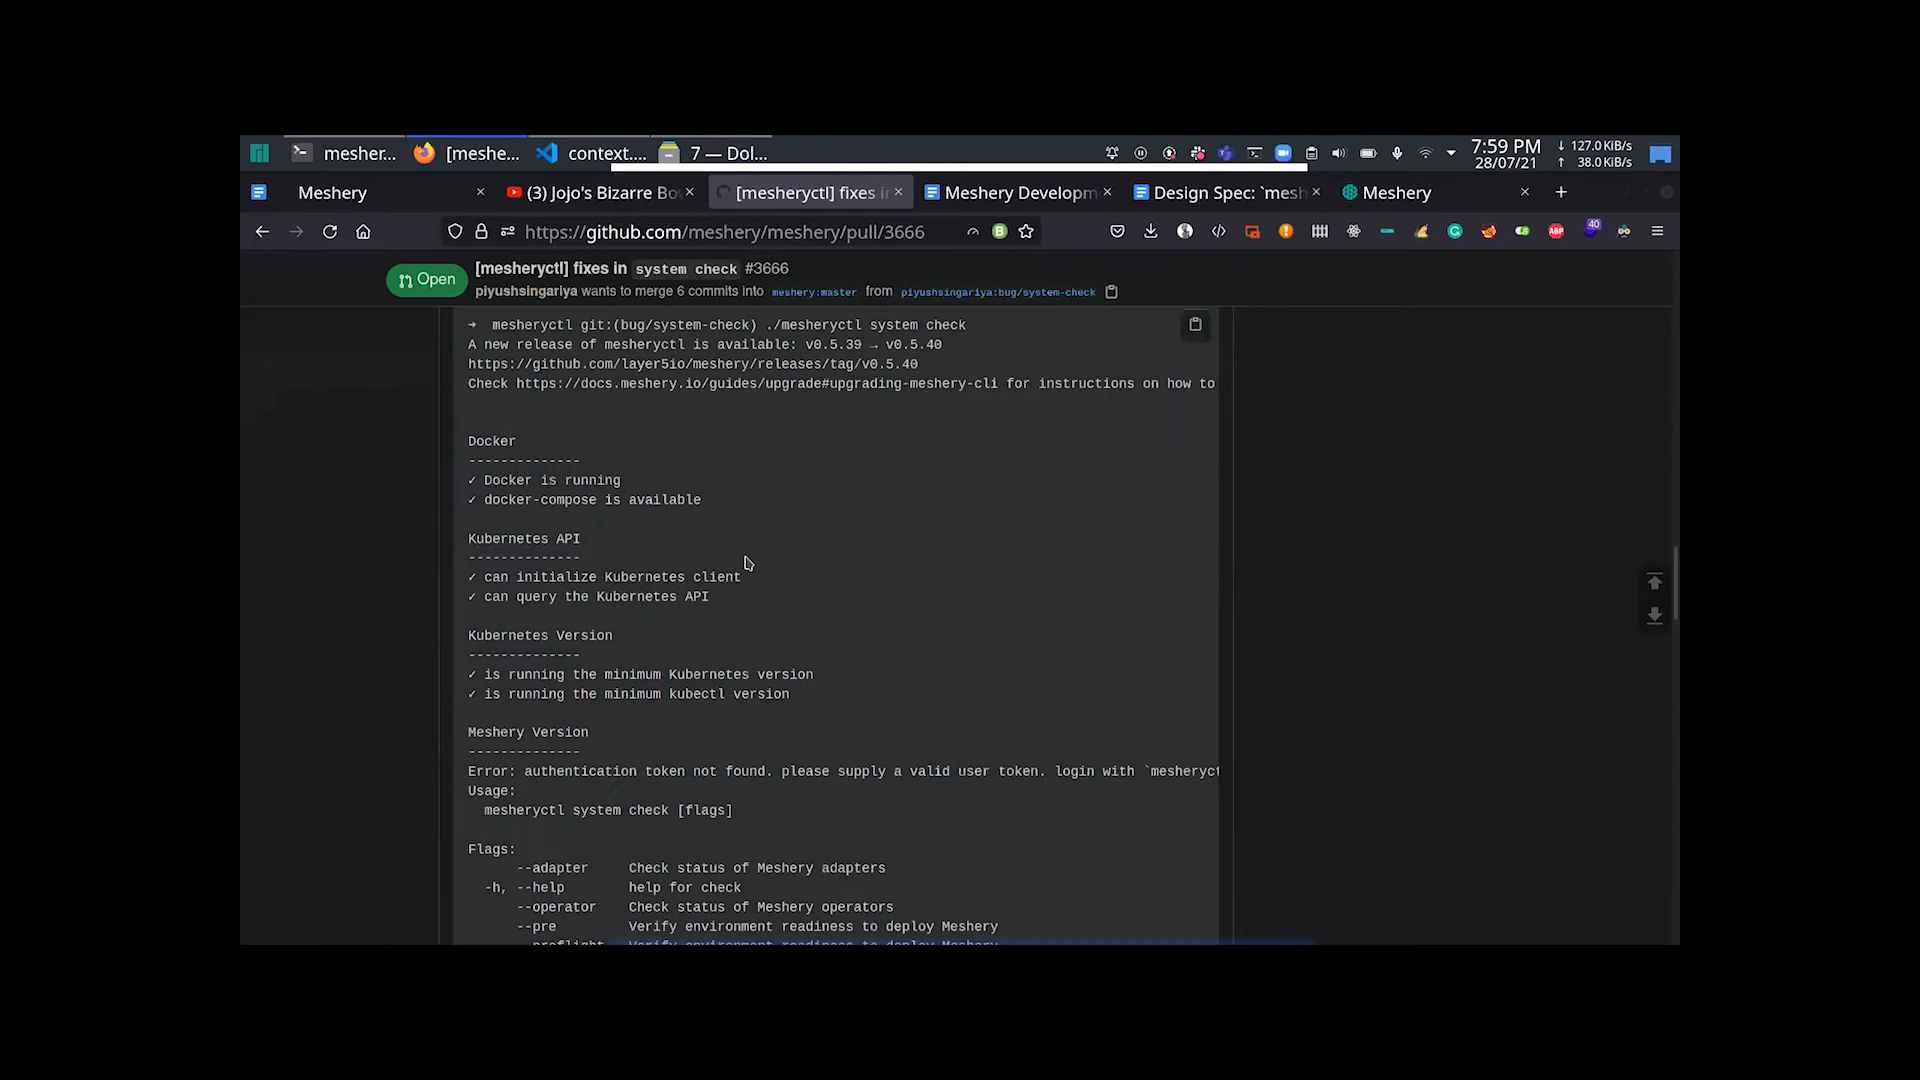 mesher... [meshe... context.... 7 — Dol... 7:59 PM 28/07/21 ↓ 127.0 KiB/s ↑ 38.0 KiB/s
Meshery × (3) Jojo's Bizarre Bo × [mesheryctl] fixes i × Meshery Developm × Design Spec: `mesh × Meshery × +
https://github.com/meshery/meshery/pull/3666 B ABP 40
Open
[mesheryctl] fixes in system check #3666
piyushsingariya wants to merge 6 commits into meshery:master from piyushsingariya:bug/system-check
➜ mesheryctl git:(bug/system-check) ./mesheryctl system check
A new release of mesheryctl is available: v0.5.39 → v0.5.40
https://github.com/layer5io/meshery/releases/tag/v0.5.40
Check https://docs.meshery.io/guides/upgrade#upgrading-meshery-cli for instructions on how to
Docker
--------------
✓ Docker is running
✓ docker-compose is available
Kubernetes API
--------------
✓ can initialize Kubernetes client
✓ can query the Kubernetes API
Kubernetes Version
--------------
✓ is running the minimum Kubernetes version
✓ is running the minimum kubectl version
Meshery Version
--------------
Error: authentication token not found. please supply a valid user token. login with `mesheryct
Usage:
mesheryctl system check [flags]
Flags:
--adapter Check status of Meshery adapters
-h, --help help for check
--operator Check status of Meshery operators
--pre Verify environment readiness to deploy Meshery
preflight Verify environment readiness to deploy Meshery